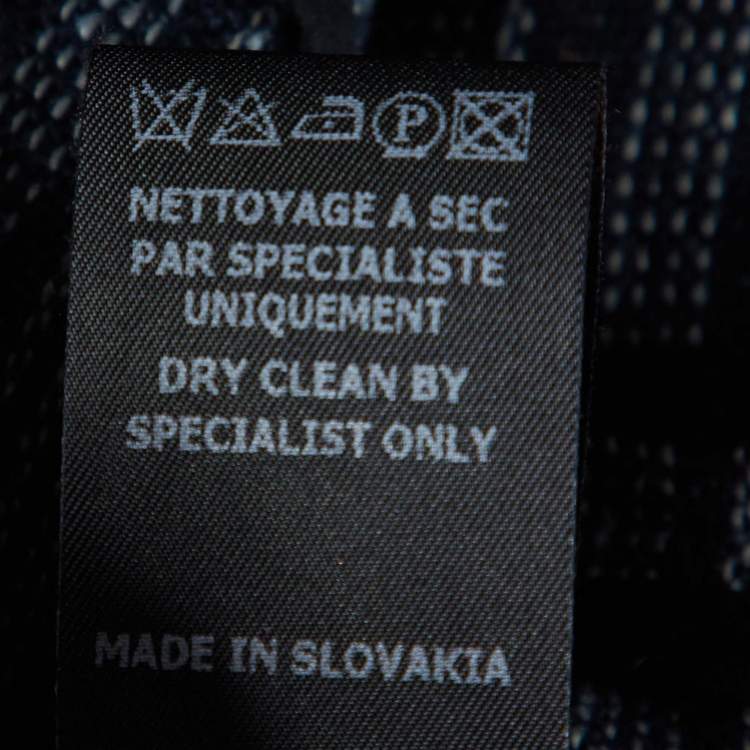 P
NETTOYAGE A SEC
PAR SPECIALISTE
UNIQUEMENT
DRY CLEAN BY
SPECIALIST ONLY
MADE IN SLOVAKIA